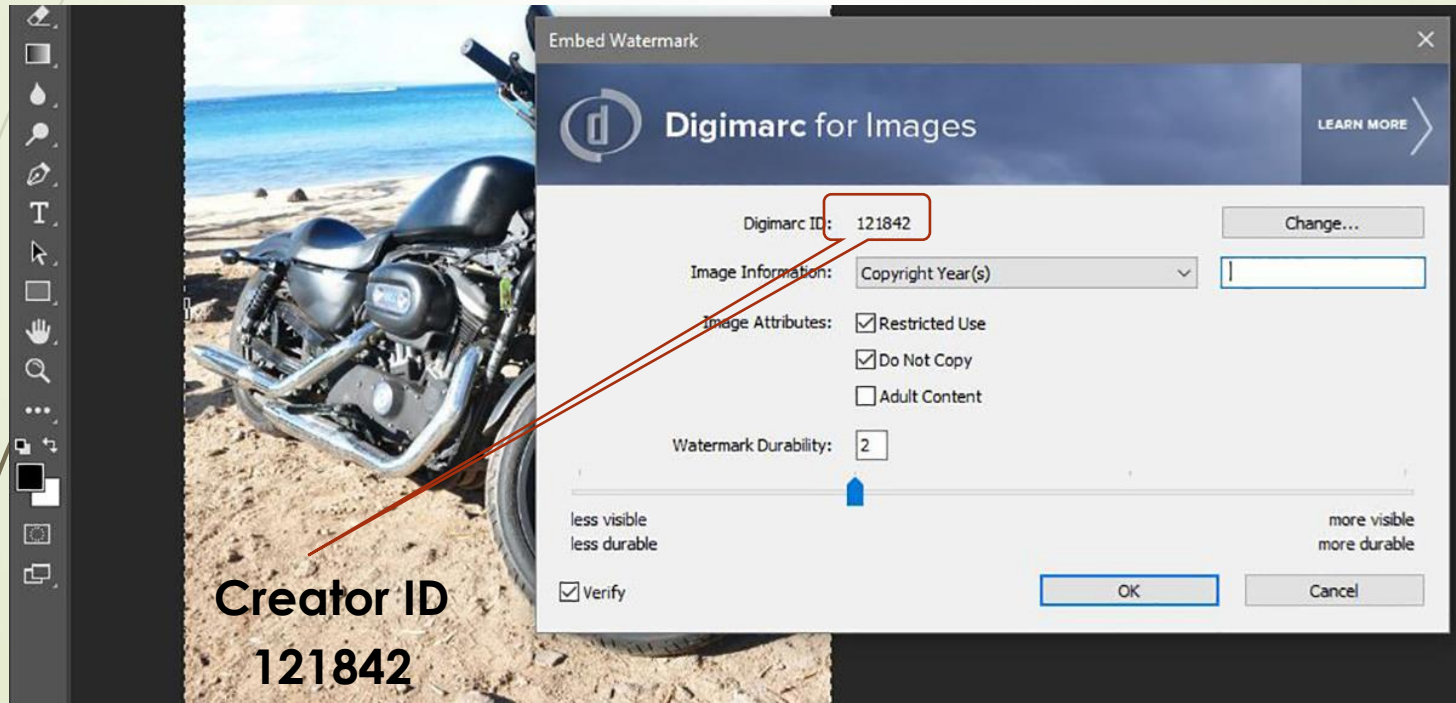 Embed Watermark
Digimarc for Images
LEARN MORE
Digimarc ID: 121842
Change...
Image Information: Copyright Year(s)
Image Attributes: Restricted Use
Do Not Copy
Adult Content
Watermark Durability: 2
less visible more visible
less durable more durable
Verify
OK
Cancel
Creator ID
121842